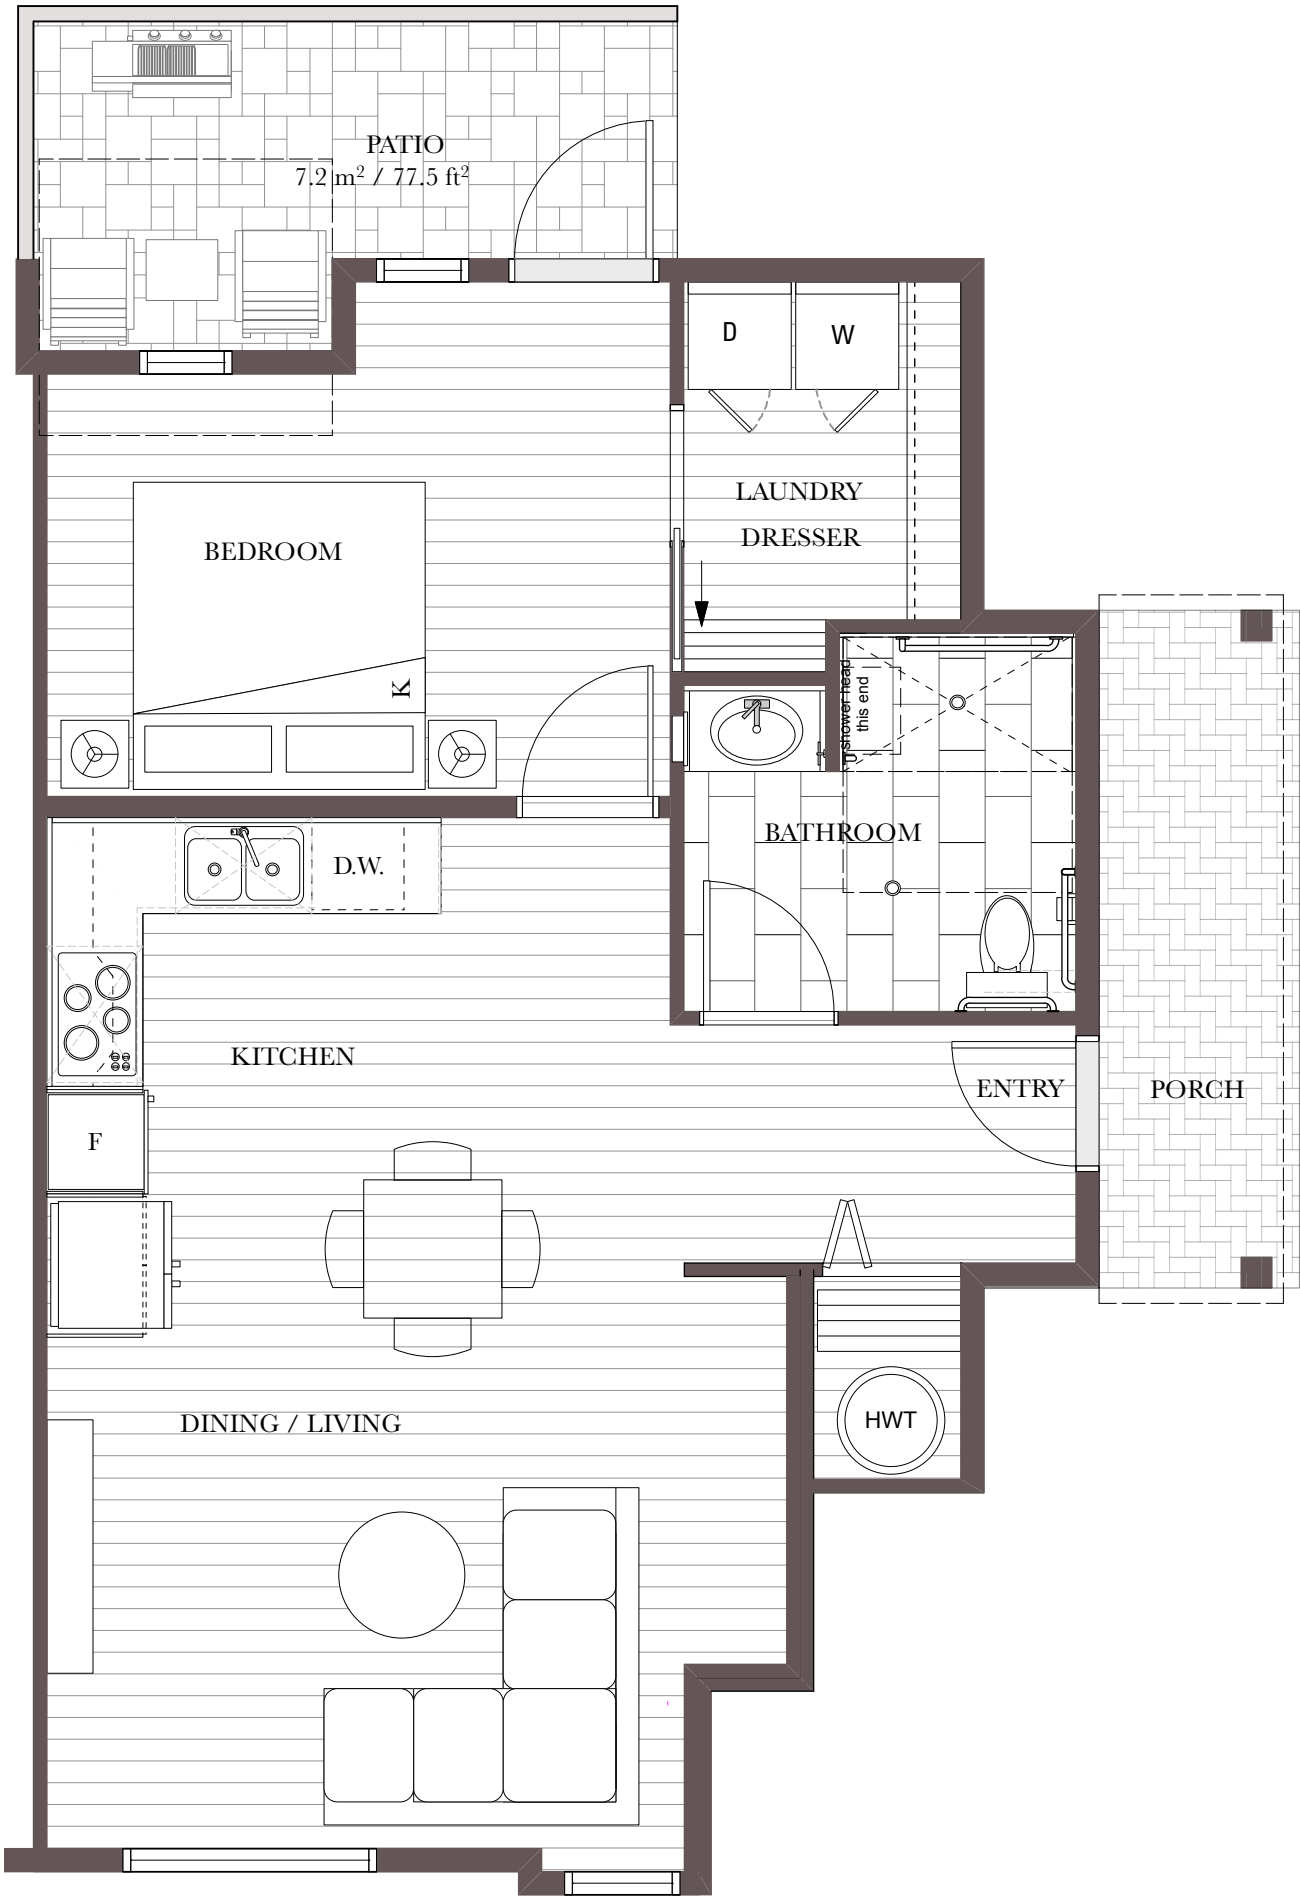 PATIO
7.2 m² / 77.5 ft²
D
W
LAUNDRY
DRESSER
BEDROOM
K
shower head
this end
BATHROOM
D.W.
KITCHEN
ENTRY
PORCH
F
DINING / LIVING
HWT